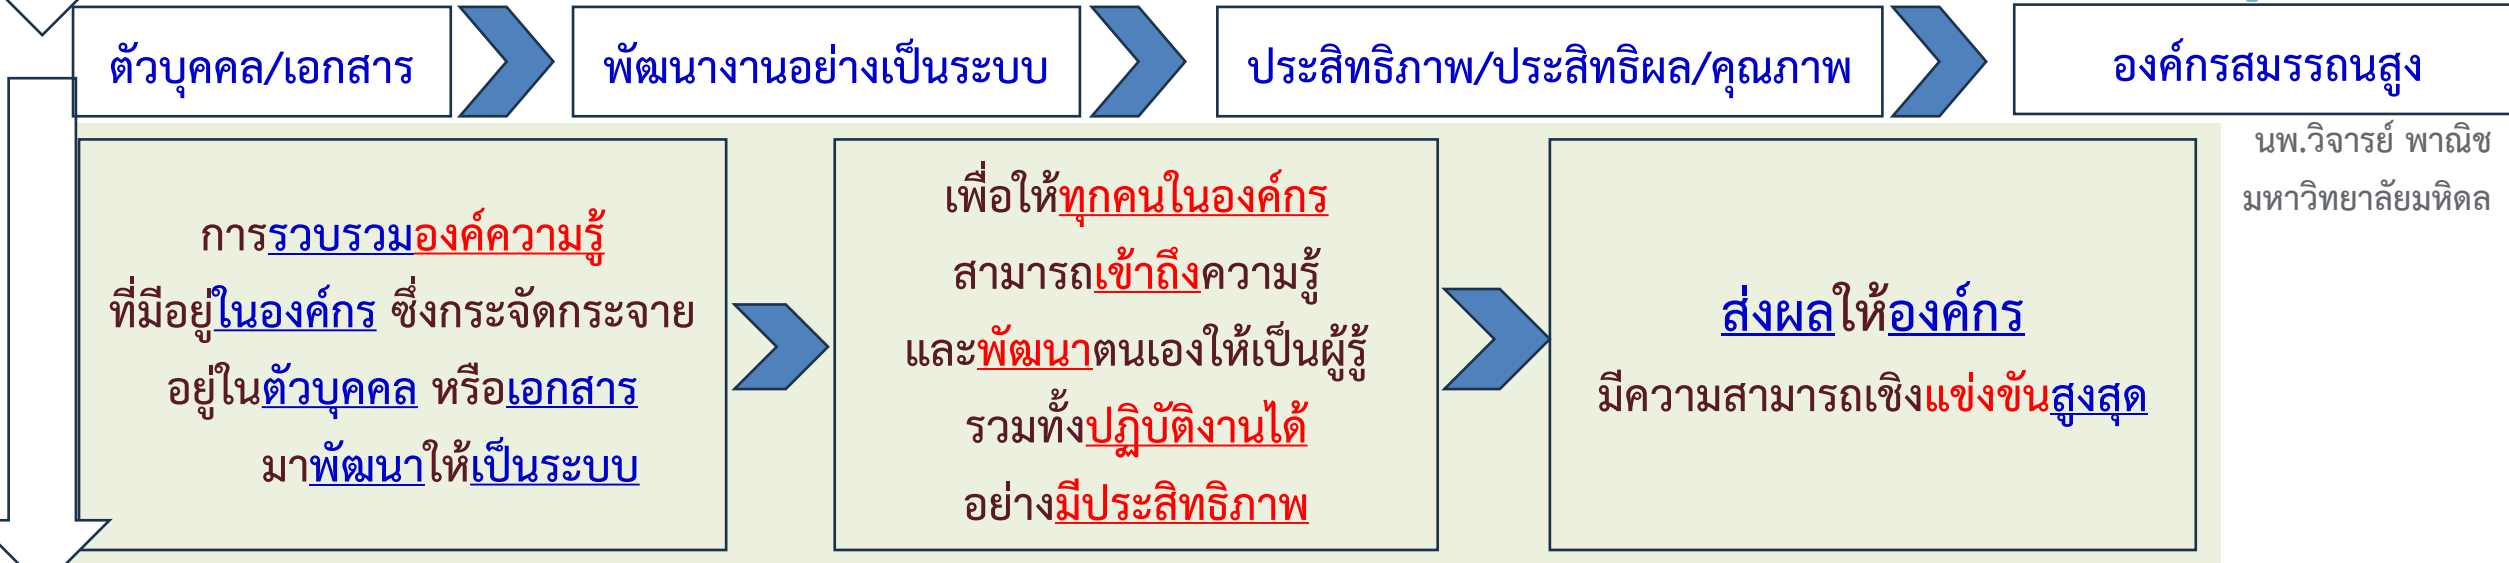 ตัวบุคคล/เอกสาร
พัฒนางานอย่างเป็นระบบ
ประสิทธิภาพ/ประสิทธิผล/คุณภาพ
องค์กรสมรรถนสูง
นพ.วิจารย์ พาณิช
มหาวิทยาลัยมหิดล
การรวบรวมองค์ความรู้
ที่มีอยู่ในองค์กร ซึ่งกระจัดกระจาย
อยู่ในตัวบุคคล หรือเอกสาร
มาพัฒนาให้เป็นระบบ
เพื่อให้ทุกคนในองค์กร
สามารถเข้าถึงความรู้
และพัฒนาตนเองให้เป็นผู้รู้
รวมทั้งปฏิบัติงานได้
อย่างมีประสิทธิภาพ
ส่งผลให้องค์กร
มีความสามารถเชิงแข่งขันสูงสุด